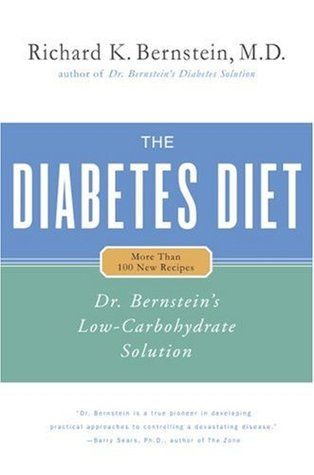 Richard K. Bernstein, M.D.
author of Dr. Bernstein's Diabetes Solution
THE
DIABETES DIET
More Than
100 New Recipes
Dr. Bernstein's
Low-Carbohydrate
Solution
"Dr. Bernstein is a true pioneer in developing
practical approaches to controlling a devastating disease."
—Barry Sears, Ph.D., author of The Zone